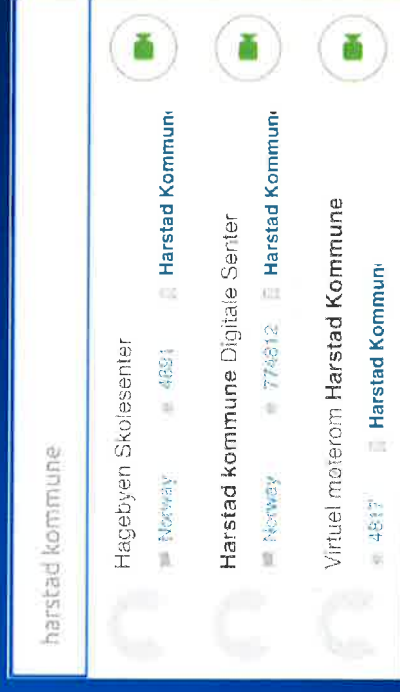 harstad kommune
Hagebyen Skolesenter
Norway 4891 Harstad Kommun
Harstad kommune Digitale Senter
Norway 774812 Harstad Kommun
Virtuel møterom Harstad Kommune
4817 Harstad Kommun